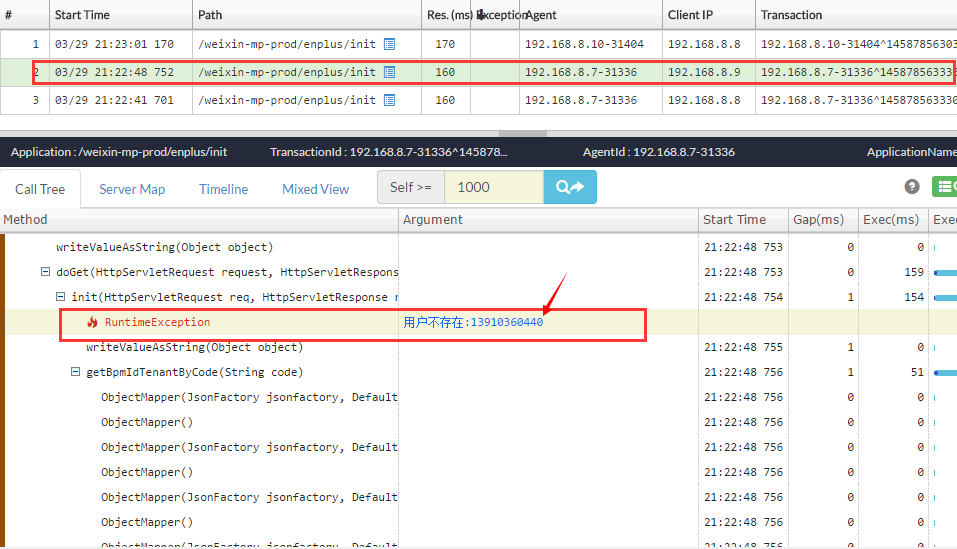 # Start Time Path Res. (ms) Exception Agent Client IP Transaction
1 03/29 21:23:01 170 /weixin-mp-prod/enplus/init 170 192.168.8.10-31404 192.168.8.8 192.168.8.10-31404^14587856303
2 03/29 21:22:48 752 /weixin-mp-prod/enplus/init 160 192.168.8.7-31336 192.168.8.9 192.168.8.7-31336^145878563333
3 03/29 21:22:41 701 /weixin-mp-prod/enplus/init 160 192.168.8.7-31336 192.168.8.8 192.168.8.7-31336^145878563330
Application : /weixin-mp-prod/enplus/init TransactionId : 192.168.8.7-31336^145878... AgentId : 192.168.8.7-31336 ApplicationName
Call Tree Server Map Timeline Mixed View Self >= 1000
Method Argument Start Time Gap(ms) Exec(ms) Exec
writeValueAsString(Object object) 21:22:48 753 0 0
doGet(HttpServletRequest request, HttpServletRespons 21:22:48 753 0 159
init(HttpServletRequest req, HttpServletResponse r 21:22:48 754 1 154
RuntimeException 用户不存在:13910360440
writeValueAsString(Object object) 21:22:48 755 1 0
getBpmIdTenantByCode(String code) 21:22:48 756 1 51
ObjectMapper(JsonFactory jsonfactory, Default 21:22:48 756 0 0
ObjectMapper() 21:22:48 756 0 0
ObjectMapper(JsonFactory jsonfactory, Default 21:22:48 756 0 0
ObjectMapper() 21:22:48 756 0 0
ObjectMapper(JsonFactory jsonfactory, Default 21:22:48 756 0 0
ObjectMapper() 21:22:48 756 0 0
ObjectMapper(JsonFactory jsonfactory, Default 21:22:48 756 0 0